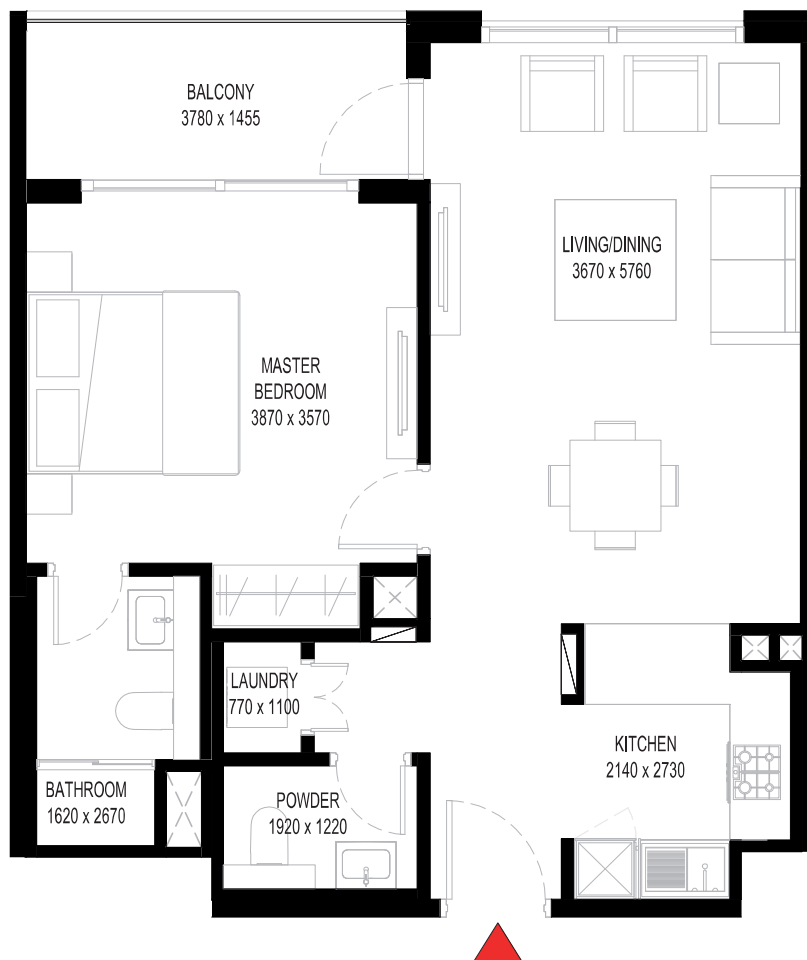 BALCONY
3780 x 1455
LIVING/DINING
3670 x 5760
MASTER
BEDROOM
3870 x 3570
LAUNDRY
770 x 1100
KITCHEN
2140 x 2730
BATHROOM
1620 x 2670
POWDER
1920 x 1220